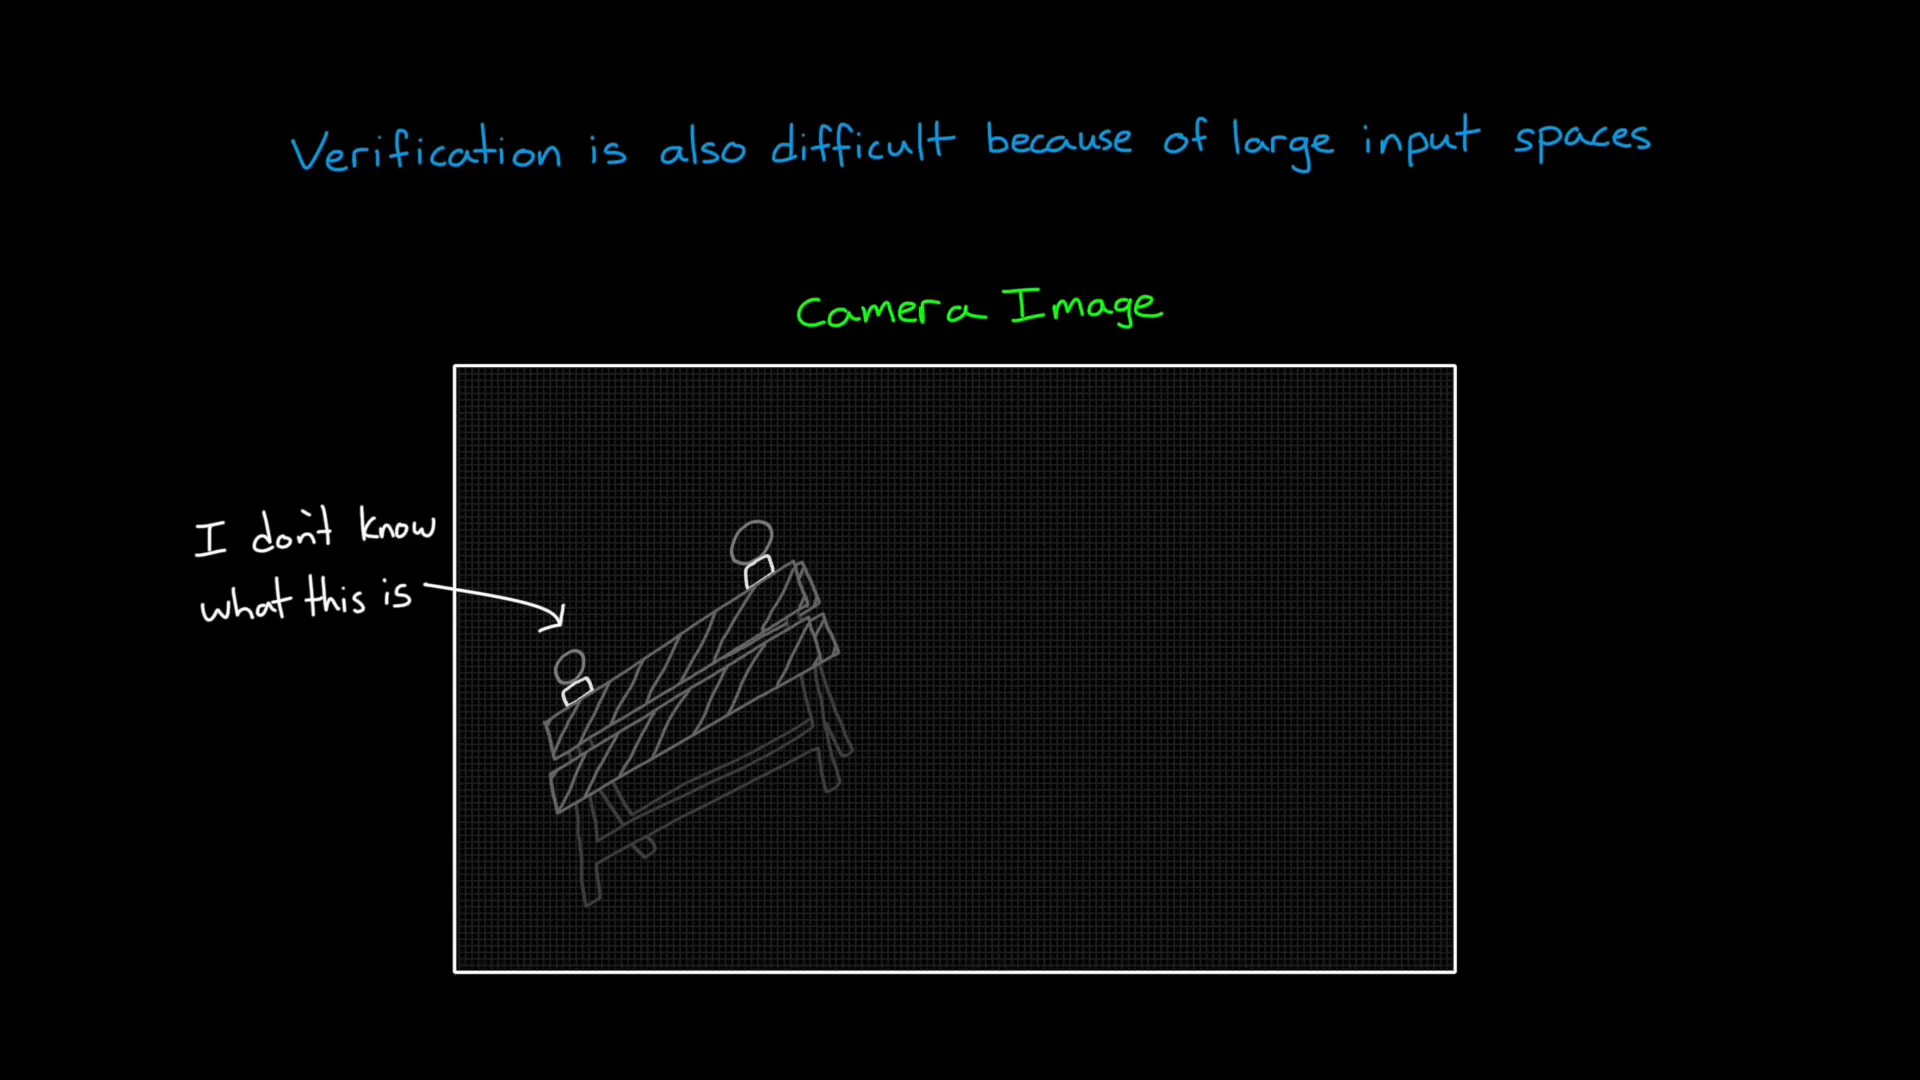 Verification is also difficult because of large input spaces
Camera Image
I don't know
what this is